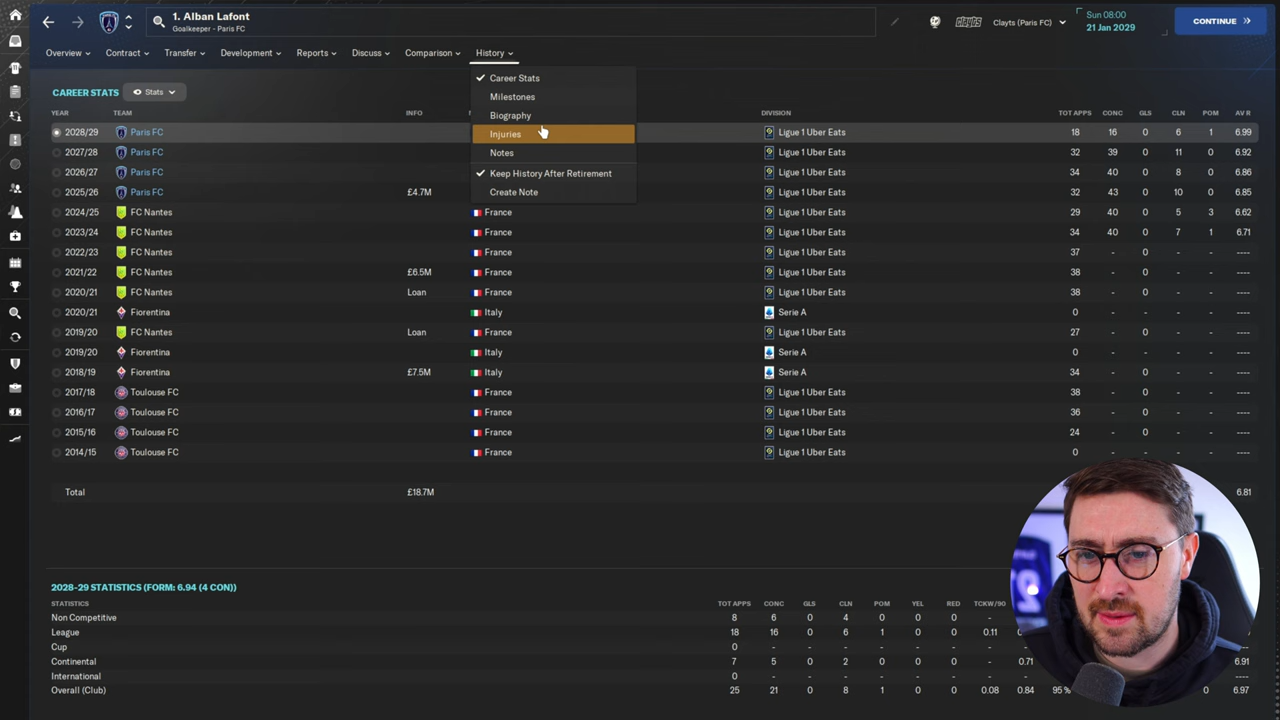 1. Alban Lafont
Goalkeeper - Paris FC
CLAYTS Clayts (Paris FC)
Sun 08:00
21 Jan 2029
CONTINUE
Overview Contract Transfer Development Reports Discuss Comparison History
CAREER STATS Stats
Career Stats
Milestones
Biography
Injuries
Notes
Keep History After Retirement
Create Note
YEAR TEAM INFO DIVISION TOT APPS CONC GLS CLN POM AV R
2028/29 Paris FC Ligue 1 Uber Eats 18 16 0 6 1 6.99
2027/28 Paris FC Ligue 1 Uber Eats 32 39 0 11 0 6.92
2026/27 Paris FC Ligue 1 Uber Eats 34 40 0 8 0 6.86
2025/26 Paris FC £4.7M Ligue 1 Uber Eats 32 43 0 10 0 6.85
2024/25 FC Nantes France Ligue 1 Uber Eats 29 40 0 5 3 6.62
2023/24 FC Nantes France Ligue 1 Uber Eats 34 40 0 7 1 6.71
2022/23 FC Nantes France Ligue 1 Uber Eats 37 - 0 - - ----
2021/22 FC Nantes £6.5M France Ligue 1 Uber Eats 38 - 0 - - ----
2020/21 FC Nantes Loan France Ligue 1 Uber Eats 38 - 0 - - ----
2020/21 Fiorentina Italy Serie A 0 - 0 - - ----
2019/20 FC Nantes Loan France Ligue 1 Uber Eats 27 - 0 - - ----
2019/20 Fiorentina Italy Serie A 0 - 0 - - ----
2018/19 Fiorentina £7.5M Italy Serie A 34 - 0 - - ----
2017/18 Toulouse FC France Ligue 1 Uber Eats 38 - 0 - - ----
2016/17 Toulouse FC France Ligue 1 Uber Eats 36 - 0 - - ----
2015/16 Toulouse FC France Ligue 1 Uber Eats 24 - 0 - - ----
2014/15 Toulouse FC France Ligue 1 Uber Eats 0 - - - - ----
Total £18.7M 6.81
2028-29 STATISTICS (FORM: 6.94 (4 CON))
STATISTICS TOT APPS CONC GLS CLN POM YEL RED TCKW/90
Non Competitive 8 6 0 4 0 0 0 -
League 18 16 0 6 1 0 0 0.11
Cup 0 - - - - - - -
Continental 7 5 0 2 0 0 0 - 0.71 6.91
International 0 - - - - - - -
Overall (Club) 25 21 0 8 1 0 0 0.08 0.84 95% 0 6.97